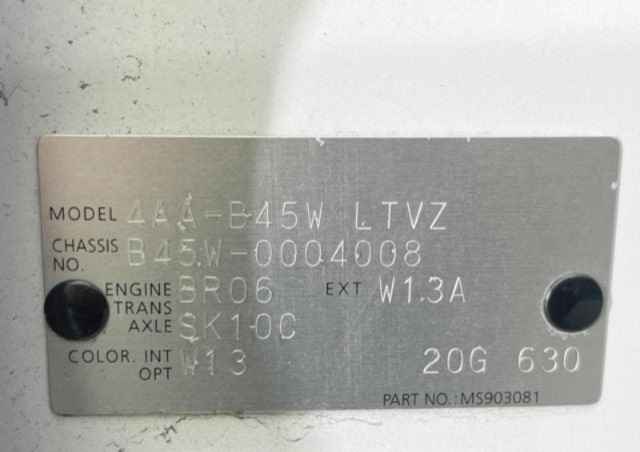 MODEL 4AA-B45W LTVZ
CHASSIS NO. B45W-0004008
ENGINE BR06 EXT W13A
TRANS AXLE SK10C
COLOR. INT W13
OPT 20G 630
PART NO.:MS903081